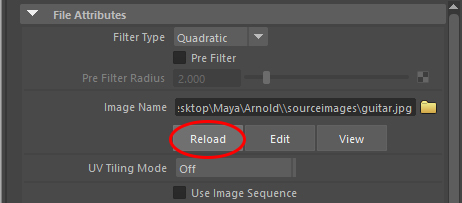 File Attributes
Filter Type Quadratic
Pre Filter
Pre Filter Radius 2.000
Image Name sktop\Maya\Arnold\\sourceimages\guitar.jpg
Reload Edit View
UV Tiling Mode Off
Use Image Sequence